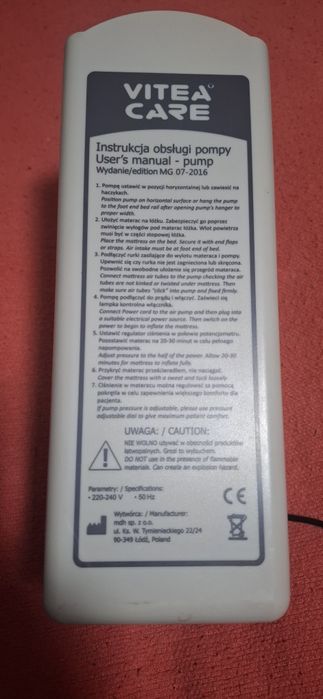 VITEA
CARE
Instrukcja obsługi pompy
User's manual - pump
Wydanie/edition MG 07-2016
1. Pompę ustawić w pozycji horyzontalnej lub zawiesić na
haczykach.
Position pump on horizontal surface or hang the pump
to the foot end bed rail after opening pump's hanger to
proper width.
2. Ułożyć materac na łóżku. Zabezpieczyć go poprzez
zwinięcie wyłogów pod materac. Wlot powietrza
musi być w części stopowej łóżka.
Place the mattress on the bed. Secure it with end flaps
or straps. Air intake must be at foot end of bed.
3. Podłączyć rurki zasilające do wylotu materaca i pompy.
Upewnić się czy rurka nie jest zagnieciona lub skręcona.
Pozwolić na swobodne ułożenie się przegród materaca.
Connect mattress air tubes to the pump checking the air
tubes are not kinked or twisted under mattress. Then
make sure air tubes "click" into pump and fixed firmly.
4. Pompę podłączyć do prądu i włączyć. Zaświeci się
lampka kontrolna włącznik.
Connect Power cord to the air pump and then plug into
a suitable electrical power source. Then switch on the
power to begin to inflate the mattress.
5. Ustawić regulator ciśnienia w połowie potencjometru.
Pozostawić materac na 20-30 minut w celu pełnego
napompowania.
Adjust pressure to the half of the power. Allow 20-30
minutes for mattress to inflate fully.
6. Przykryć materac prześcieradłem, nie naciągać.
Cover the mattress with a sweet and tuck loosely.
7. Ciśnienie w materacu można regulować za pomocą
pokrętła w celu zapewnienia większego komfortu dla
pacjenta.
If pump pressure is adjustable, please use pressure
adjustable dial to give maximum patient comfort.
UWAGA: / CAUTION:
NIE WOLNO używać w obecności produktów
łatwopalnych. Grozi to wybuchem.
DO NOT use in the presence of flammable
materials. Can create an explosion hazard.
Parametry: / Specifications:
• 220-240 V • 50 Hz
CE
Wytwórca: / Manufacturer:
mdh sp. z o.o.
ul. Ks. W. Tymienieckiego 22/24
90-349 Łódź, Poland